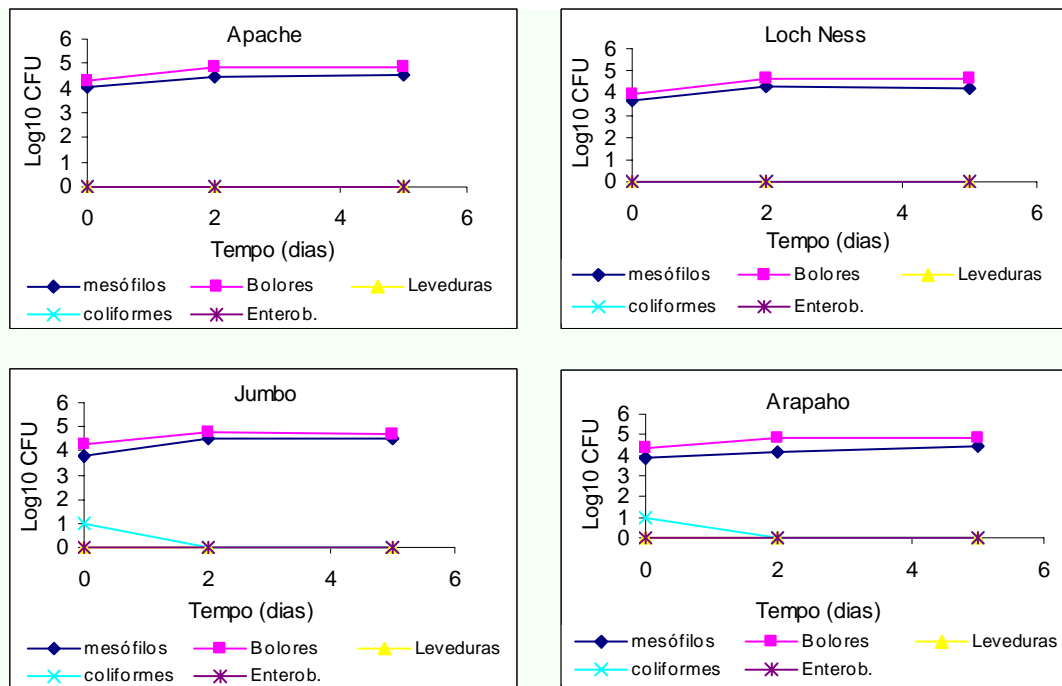 Apache
6
5
4
3
2
1
0
Log10 CFU
0 2 4 6
Tempo (dias)
mesófilos Bolores Leveduras
coliformes Enterob.
Loch Ness
6
5
4
3
2
1
0
Log10 CFU
0 2 4 6
Tempo (dias)
mesófilos Bolores Leveduras
coliformes Enterob.
Jumbo
6
5
4
3
2
1
0
Log10 CFU
0 2 4 6
Tempo (dias)
mesófilos Bolores Leveduras
coliformes Enterob.
Arapaho
6
5
4
3
2
1
0
Log10 CFU
0 2 4 6
Tempo (dias)
mesófilos Bolores Leveduras
coliformes Enterob.